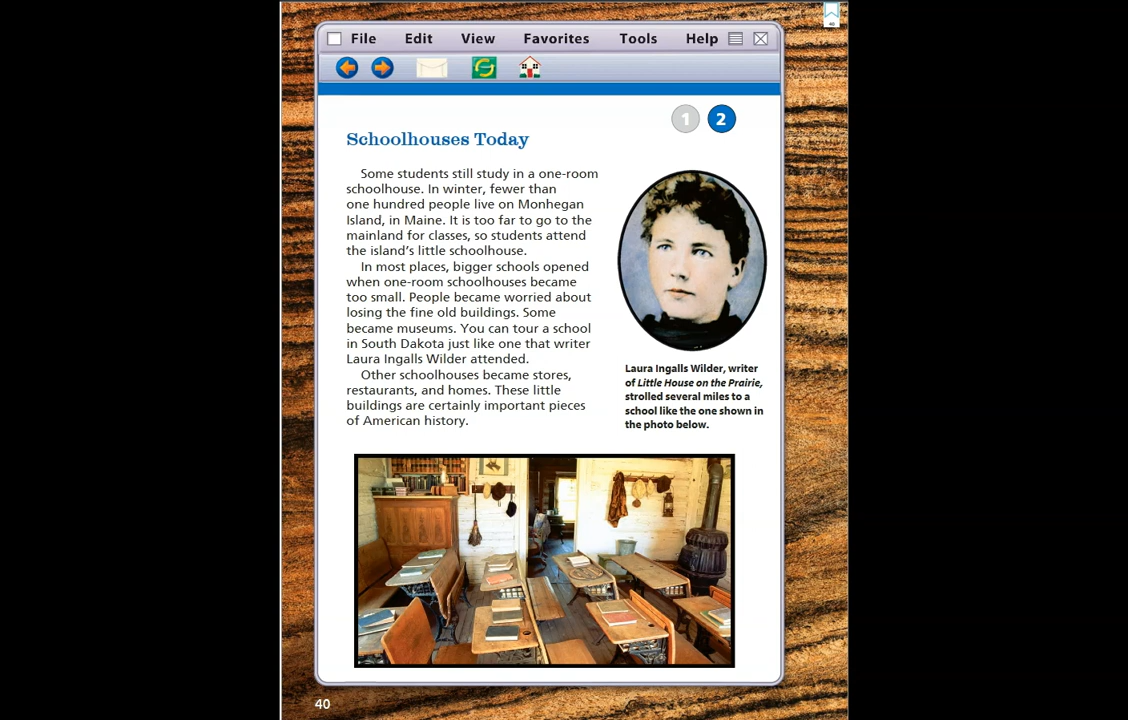 File Edit View Favorites Tools Help
1 2
Schoolhouses Today
Some students still study in a one-room
schoolhouse. In winter, fewer than
one hundred people live on Monhegan
Island, in Maine. It is too far to go to the
mainland for classes, so students attend
the island's little schoolhouse.
In most places, bigger schools opened
when one-room schoolhouses became
too small. People became worried about
losing the fine old buildings. Some
became museums. You can tour a school
in South Dakota just like one that writer
Laura Ingalls Wilder attended.
Other schoolhouses became stores,
restaurants, and homes. These little
buildings are certainly important pieces
of American history.
Laura Ingalls Wilder, writer
of Little House on the Prairie,
strolled several miles to a
school like the one shown in
the photo below.
40